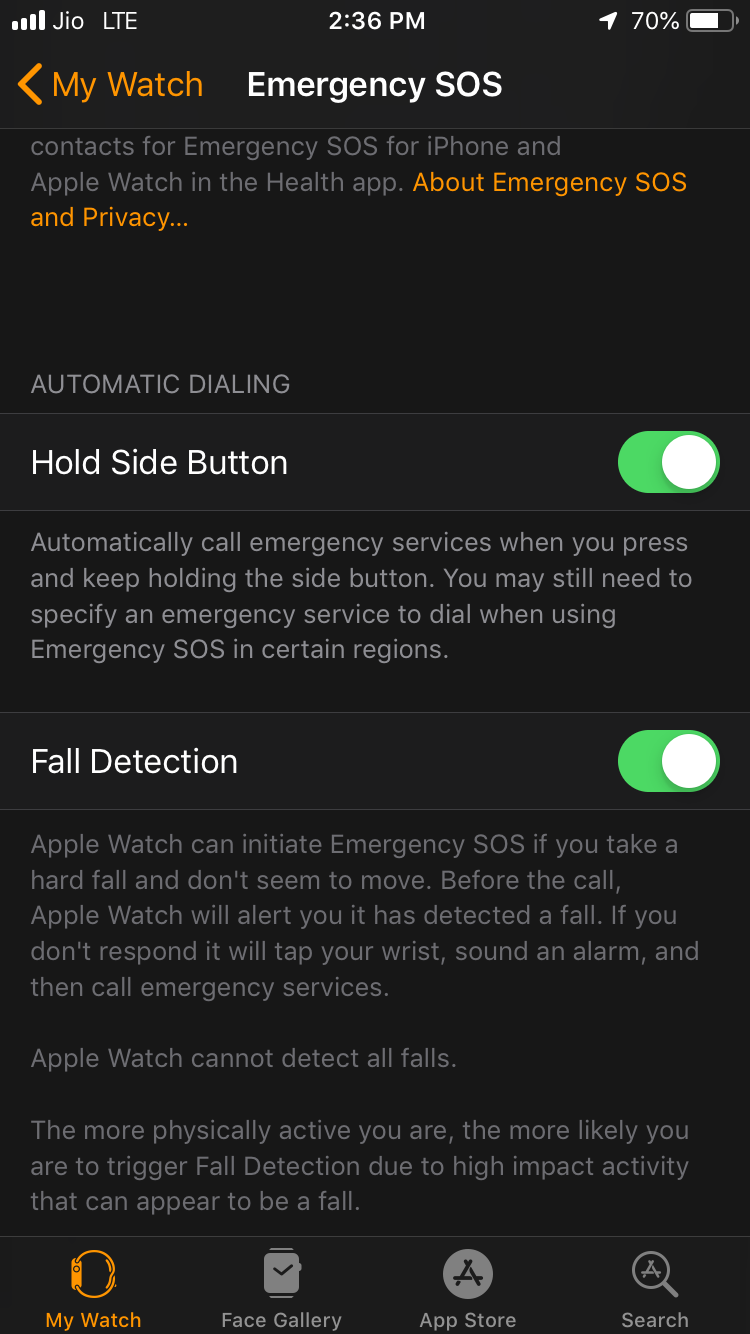 Jio LTE 2:36 PM 70%
My Watch Emergency SOS
contacts for Emergency SOS for iPhone and
Apple Watch in the Health app. About Emergency SOS
and Privacy...
AUTOMATIC DIALING
Hold Side Button
Automatically call emergency services when you press
and keep holding the side button. You may still need to
specify an emergency service to dial when using
Emergency SOS in certain regions.
Fall Detection
Apple Watch can initiate Emergency SOS if you take a
hard fall and don't seem to move. Before the call,
Apple Watch will alert you it has detected a fall. If you
don't respond it will tap your wrist, sound an alarm, and
then call emergency services.
Apple Watch cannot detect all falls.
The more physically active you are, the more likely you
are to trigger Fall Detection due to high impact activity
that can appear to be a fall.
My Watch Face Gallery App Store Search